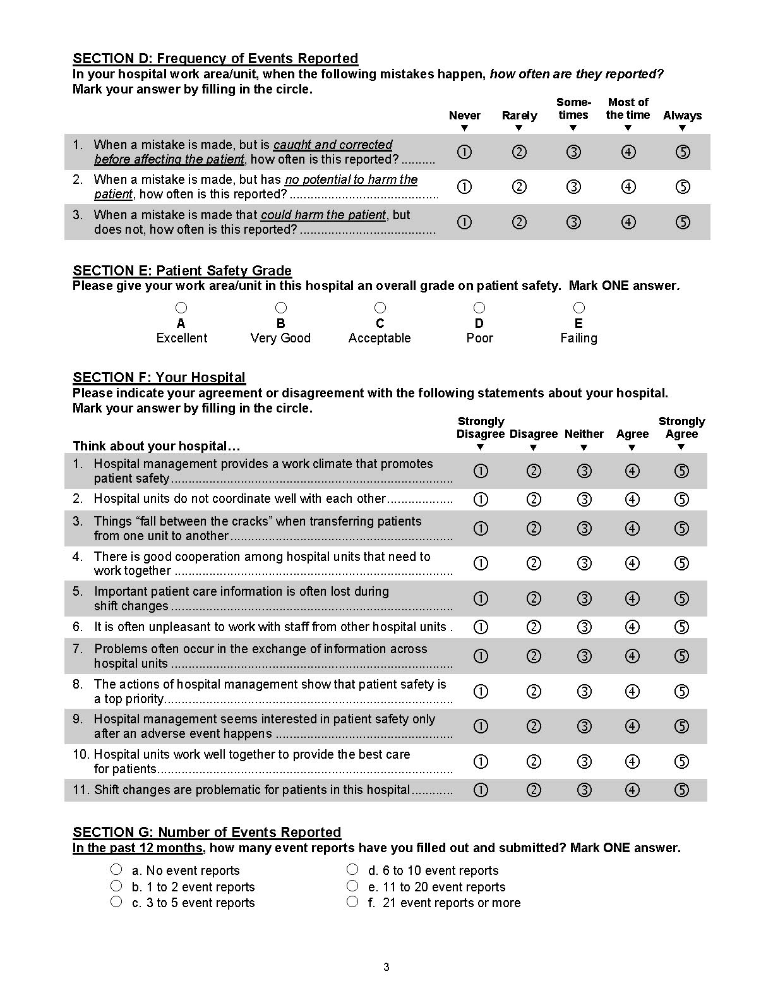 SECTION D: Frequency of Events Reported
In your hospital work area/unit, when the following mistakes happen, how often are they reported?
Mark your answer by filling in the circle.
Never Rarely Some-times Most of the time Always
▼ ▼ ▼ ▼ ▼
1. When a mistake is made, but is caught and corrected
before affecting the patient, how often is this reported? .......... ① ② ③ ④ ⑤
2. When a mistake is made, but has no potential to harm the
patient, how often is this reported? ........................................... ① ② ③ ④ ⑤
3. When a mistake is made that could harm the patient, but
does not, how often is this reported? ....................................... ① ② ③ ④ ⑤
SECTION E: Patient Safety Grade
Please give your work area/unit in this hospital an overall grade on patient safety. Mark ONE answer.
A B C D E
Excellent Very Good Acceptable Poor Failing
SECTION F: Your Hospital
Please indicate your agreement or disagreement with the following statements about your hospital.
Mark your answer by filling in the circle.
Strongly Disagree Disagree Neither Agree Strongly Agree
Think about your hospital… ▼ ▼ ▼ ▼ ▼
1. Hospital management provides a work climate that promotes
patient safety ................................................................................. ① ② ③ ④ ⑤
2. Hospital units do not coordinate well with each other ................... ① ② ③ ④ ⑤
3. Things “fall between the cracks” when transferring patients
from one unit to another ................................................................ ① ② ③ ④ ⑤
4. There is good cooperation among hospital units that need to
work together ................................................................................ ① ② ③ ④ ⑤
5. Important patient care information is often lost during
shift changes ................................................................................. ① ② ③ ④ ⑤
6. It is often unpleasant to work with staff from other hospital units . ① ② ③ ④ ⑤
7. Problems often occur in the exchange of information across
hospital units ................................................................................. ① ② ③ ④ ⑤
8. The actions of hospital management show that patient safety is
a top priority................................................................................... ① ② ③ ④ ⑤
9. Hospital management seems interested in patient safety only
after an adverse event happens ................................................... ① ② ③ ④ ⑤
10. Hospital units work well together to provide the best care
for patients..................................................................................... ① ② ③ ④ ⑤
11. Shift changes are problematic for patients in this hospital ............ ① ② ③ ④ ⑤
SECTION G: Number of Events Reported
In the past 12 months, how many event reports have you filled out and submitted? Mark ONE answer.
a. No event reports
b. 1 to 2 event reports
c. 3 to 5 event reports
d. 6 to 10 event reports
e. 11 to 20 event reports
f. 21 event reports or more
3